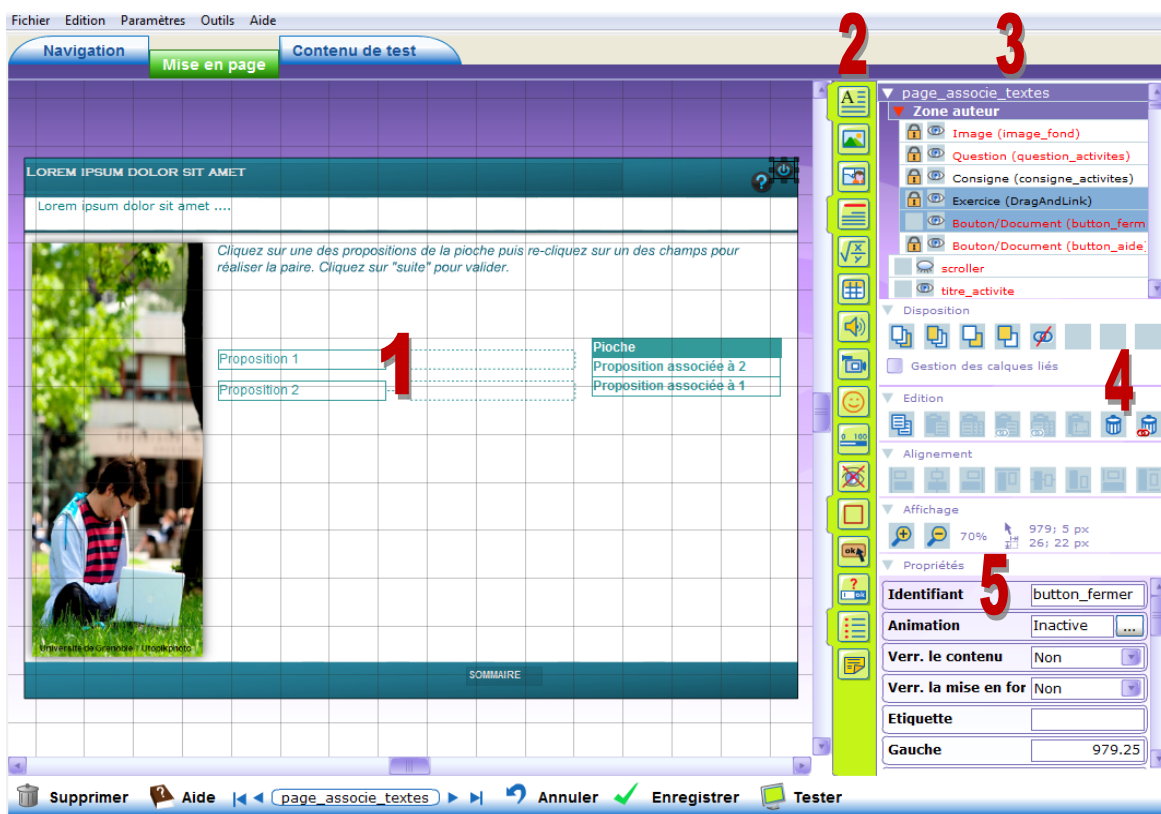 Fichier Edition Paramètres Outils Aide
Navigation
Mise en page
Contenu de test
2
3
LOREM IPSUM DOLOR SIT AMET
?
Lorem ipsum dolor sit amet ....
Cliquez sur une des propositions de la pioche puis re-cliquez sur un des champs pour
réaliser la paire. Cliquez sur "suite" pour valider.
1
Proposition 1
Proposition 2
Pioche
Proposition associée à 2
Proposition associée à 1
Université de Grenoble / Utopikphoto
SOMMAIRE
A
x
y
0 100
ok
?
ok
page_associe_textes
Zone auteur
Image (image_fond)
Question (question_activites)
Consigne (consigne_activites)
Exercice (DragAndLink)
Bouton/Document (button_ferm
Bouton/Document (button_aide)
scroller
titre_activite
Disposition
Gestion des calques liés
4
Edition
Alignement
Affichage
70%
979; 5 px
26; 22 px
Propriétés
5
Identifiant button_fermer
Animation Inactive ...
Verr. le contenu Non
Verr. la mise en for Non
Etiquette
Gauche 979.25
Supprimer ? Aide page_associe_textes Annuler Enregistrer Tester